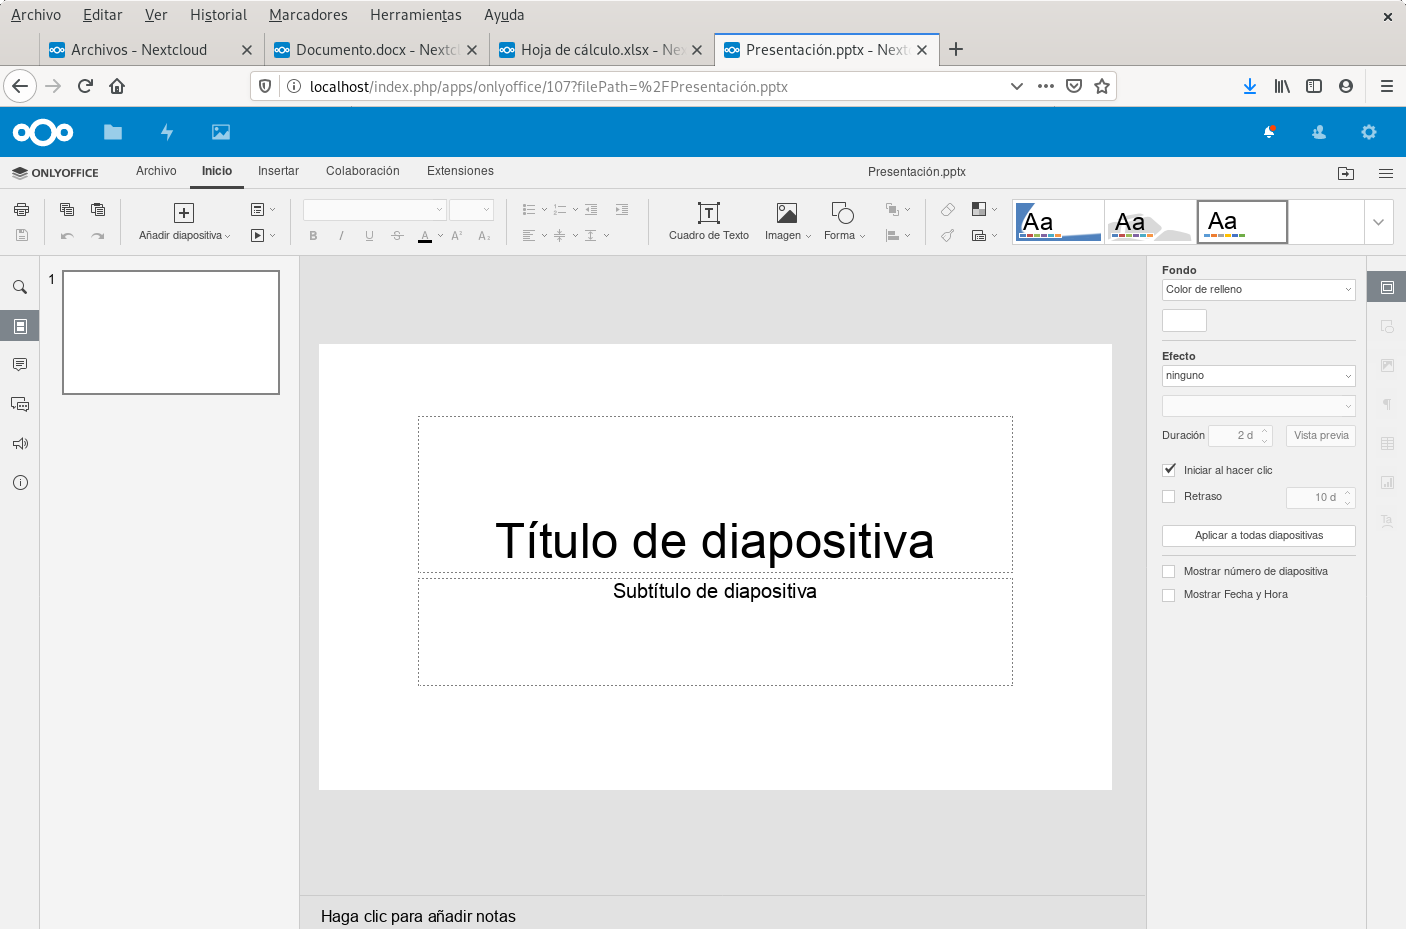 Archivo Editar Ver Historial Marcadores Herramientas Ayuda
Archivos - Nextcloud Documento.docx - Nextcl Hoja de cálculo.xlsx - Nex Presentación.pptx - Next
localhost/index.php/apps/onlyoffice/107?filePath=%2FPresentación.pptx
ONLYOFFICE Archivo Inicio Insertar Colaboración Extensiones Presentación.pptx
Añadir diapositiva
B I U S A A² A₂
Cuadro de Texto Imagen Forma
Aa Aa Aa
1
Título de diapositiva
Subtítulo de diapositiva
Haga clic para añadir notas
Fondo
Color de relleno
Efecto
ninguno
Duración 2 d Vista previa
Iniciar al hacer clic
Retraso 10 d
Aplicar a todas diapositivas
Mostrar número de diapositiva
Mostrar Fecha y Hora
Ta